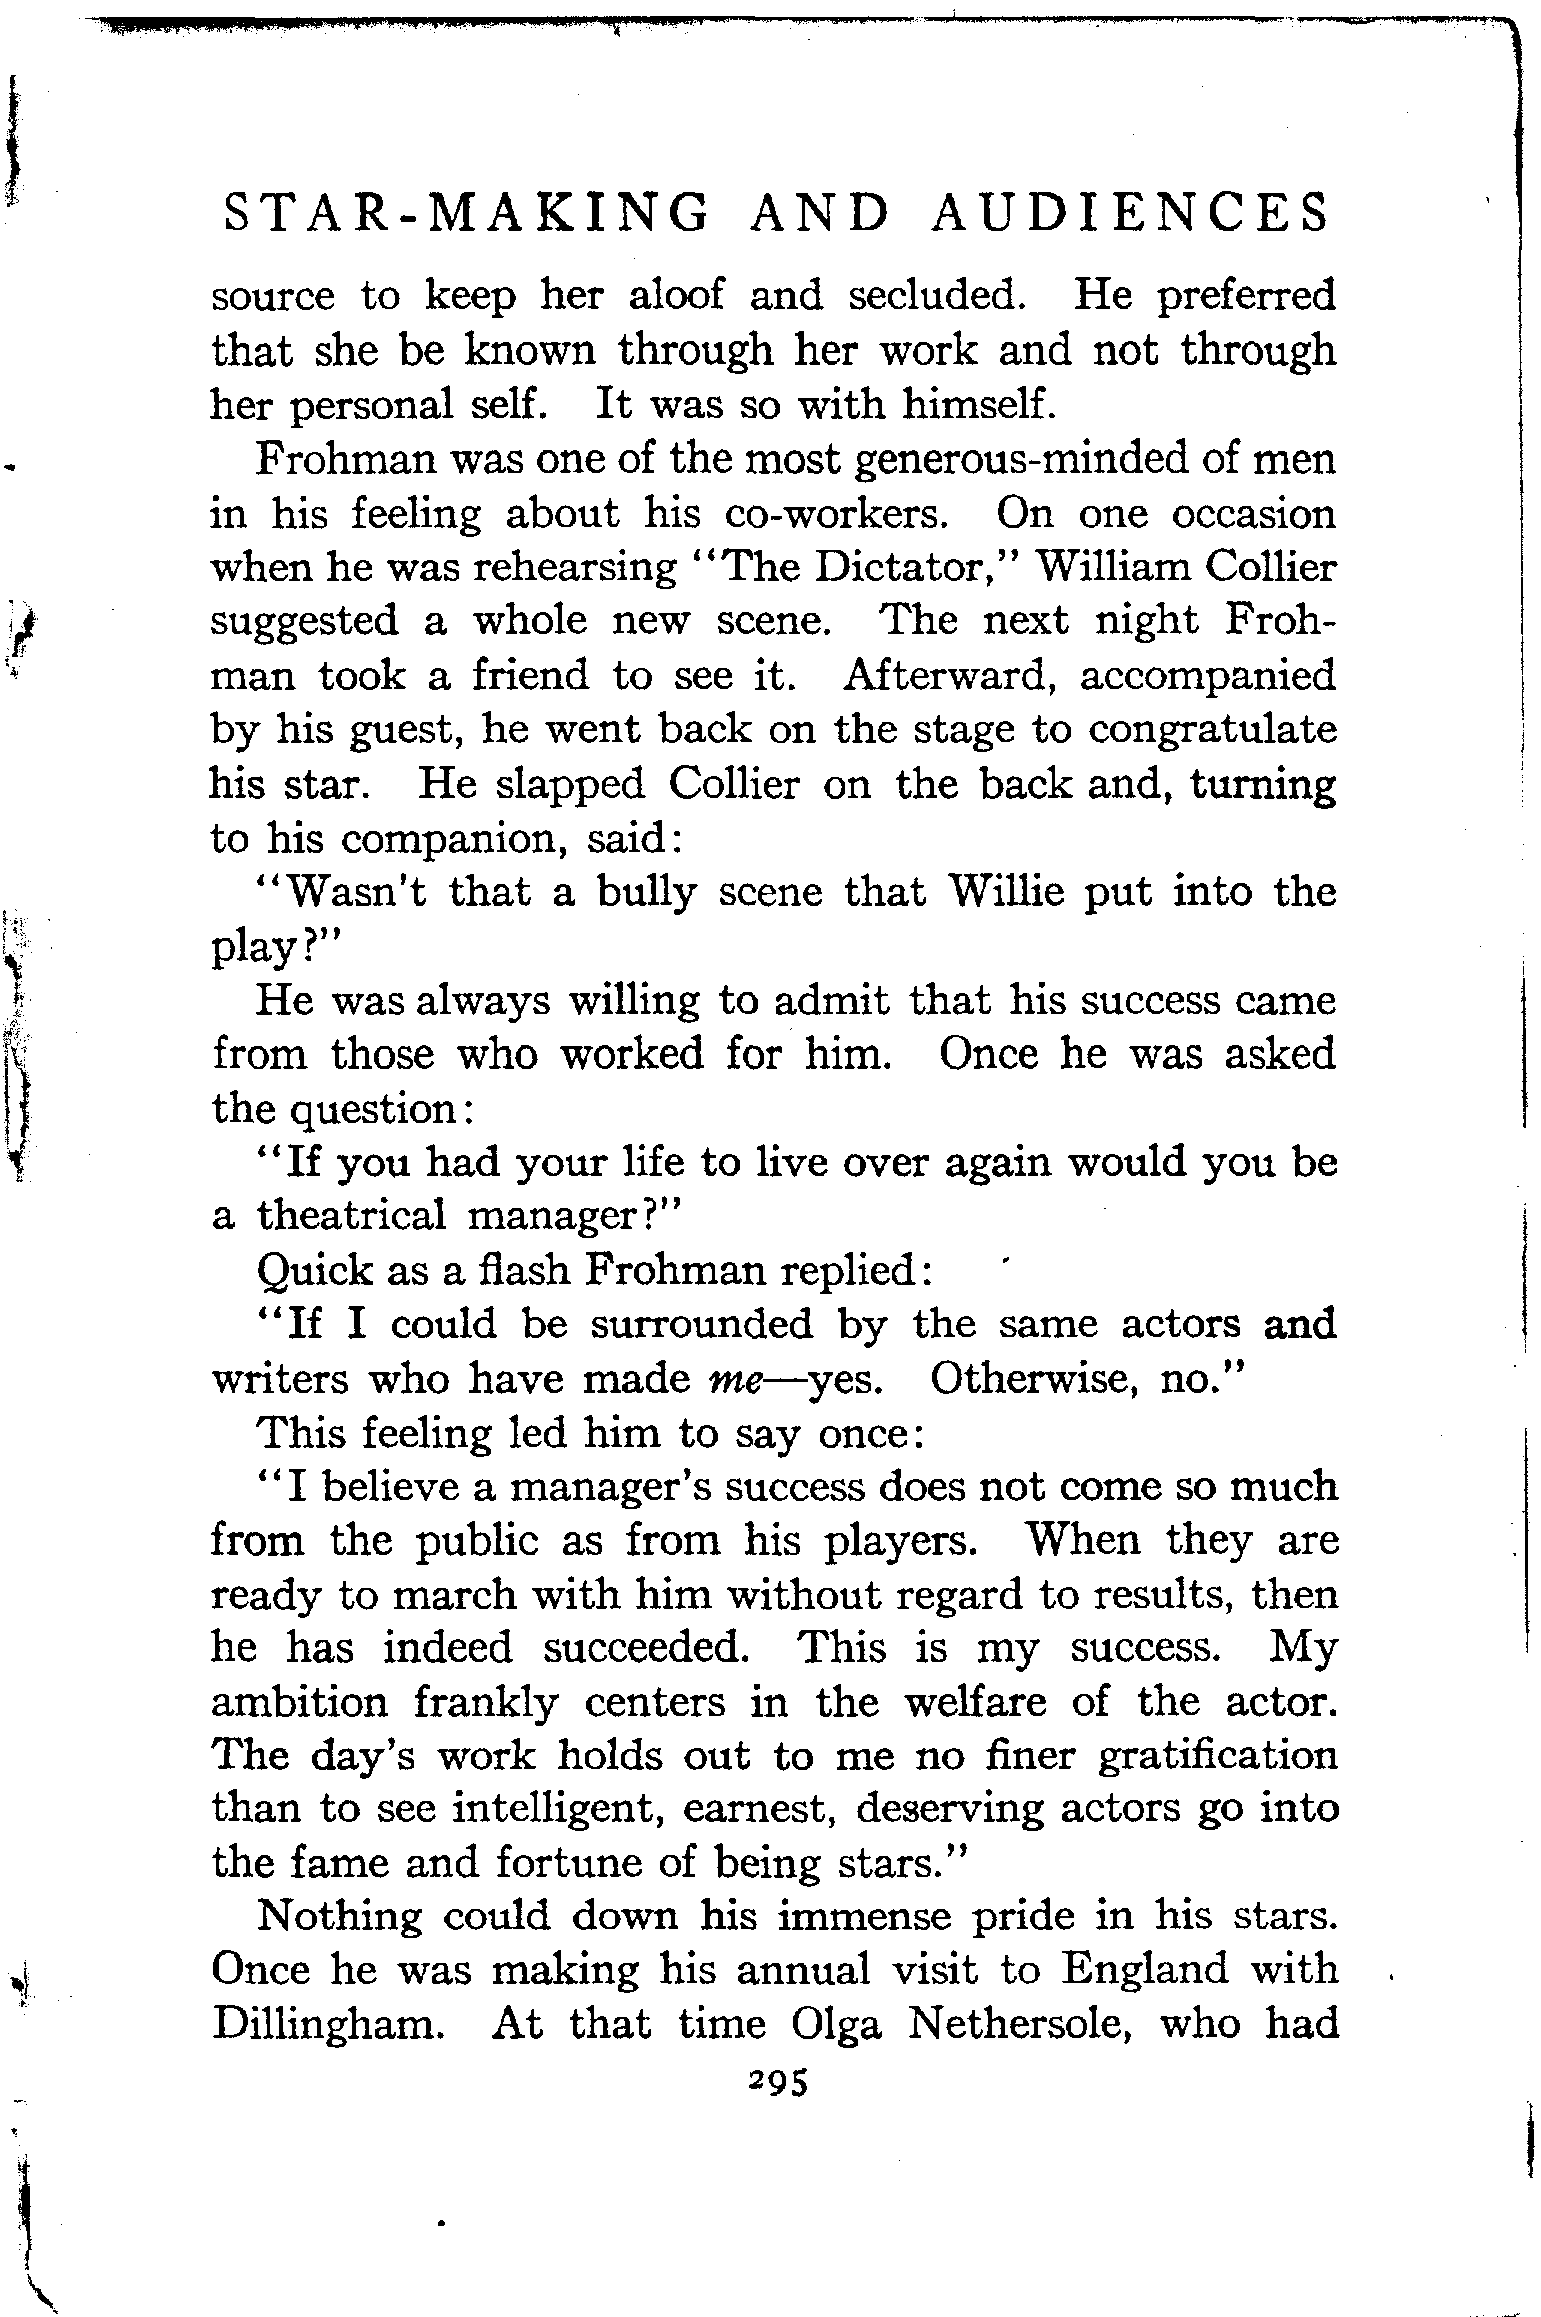 STAR-MAKING AND AUDIENCES
source to keep her aloof and secluded. He preferred
that she be known through her work and not through
her personal self. It was so with himself.
Frohman was one of the most generous-minded of men
in his feeling about his co-workers. On one occasion
when he was rehearsing "The Dictator," William Collier
suggested a whole new scene. The next night Froh-
man took a friend to see it. Afterward, accompanied
by his guest, he went back on the stage to congratulate
his star. He slapped Collier on the back and, turning
to his companion, said:
"Wasn't that a bully scene that Willie put into the
play?"
He was always willing to admit that his success came
from those who worked for him. Once he was asked
the question:
"If you had your life to live over again would you be
a theatrical manager?"
Quick as a flash Frohman replied:
"If I could be surrounded by the same actors and
writers who have made me—yes. Otherwise, no."
This feeling led him to say once:
"I believe a manager's success does not come so much
from the public as from his players. When they are
ready to march with him without regard to results, then
he has indeed succeeded. This is my success. My
ambition frankly centers in the welfare of the actor.
The day's work holds out to me no finer gratification
than to see intelligent, earnest, deserving actors go into
the fame and fortune of being stars."
Nothing could down his immense pride in his stars.
Once he was making his annual visit to England with
Dillingham. At that time Olga Nethersole, who had
295